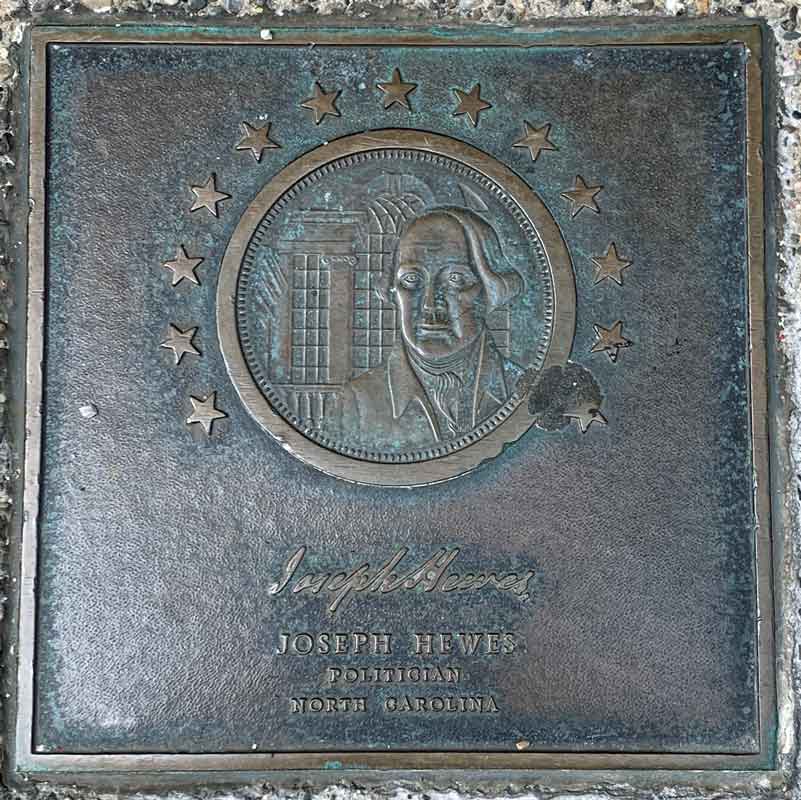 Joseph Hewes
JOSEPH HEWES
POLITICIAN
NORTH CAROLINA